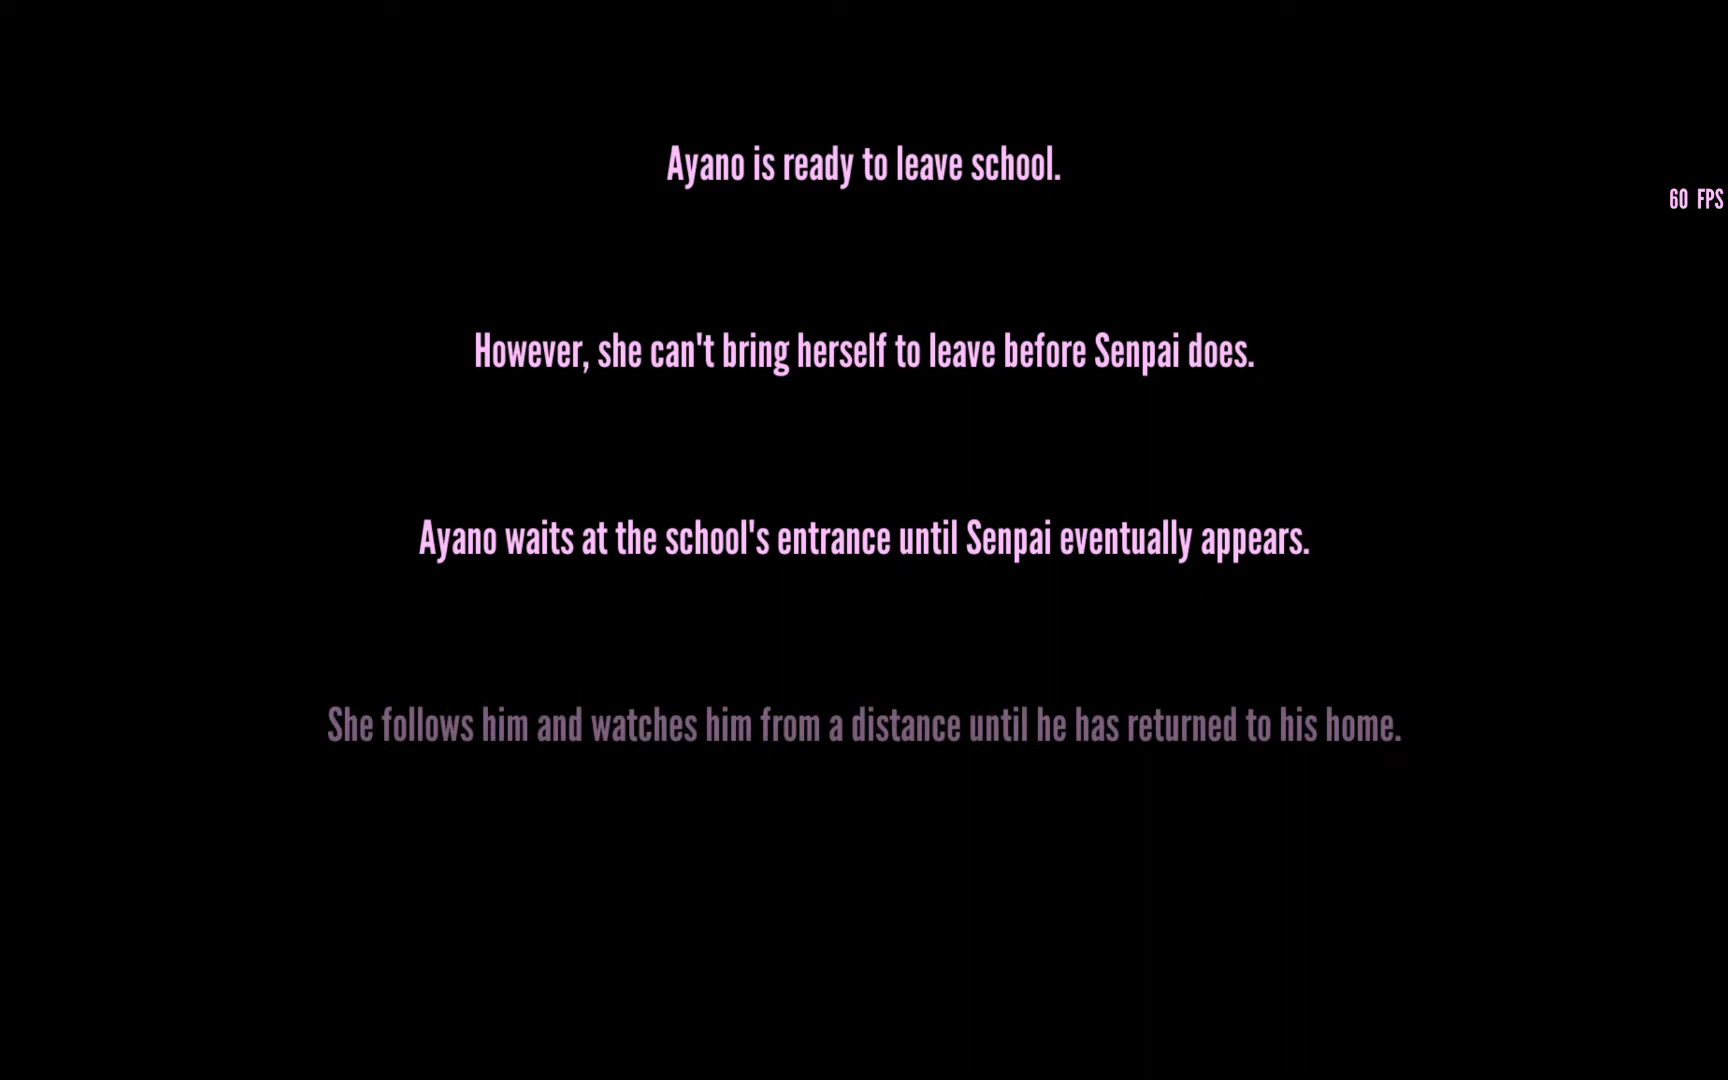 Ayano is ready to leave school.
60 FPS
However, she can't bring herself to leave before Senpai does.
Ayano waits at the school's entrance until Senpai eventually appears.
She follows him and watches him from a distance until he has returned to his home.